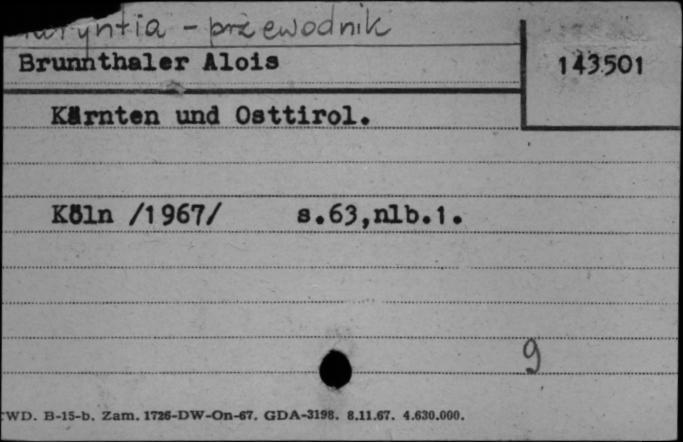 Karyntia - przewodnik
Brunnthaler Alois
143501
Kärnten und Osttirol.
Köln /1967/ s.63,nlb.1.
9
WD. B-15-b. Zam. 1726-DW-On-67. GDA-3198. 8.11.67. 4.630.000.